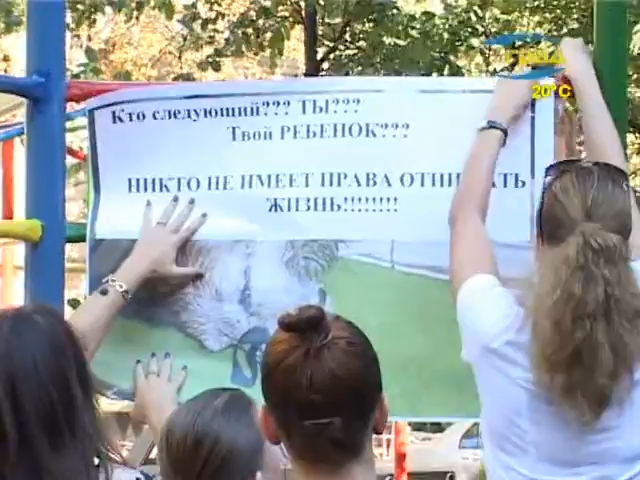 Кто следующий??? ТЫ???
Твой РЕБЕНОК???
НИКТО НЕ ИМЕЕТ ПРАВА
ЖИЗНЬ!!!!!!!!
20°C